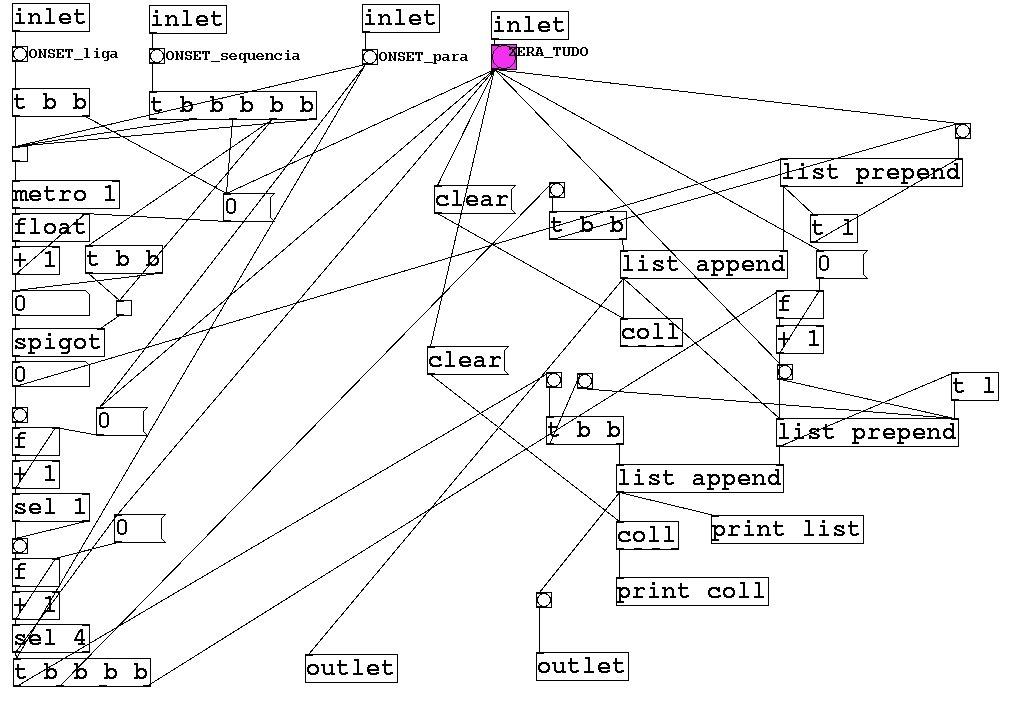 inlet
inlet
inlet
inlet
ONSET_liga
ONSET_sequencia
ONSET_para
ZERA_TUDO
t b b
t b b b b b
list prepend
metro 1
0
clear
t b b
t l
float
+ 1
t b b
list append
0
0
f
spigot
coll
+ 1
0
clear
t l
0
f
t b b
list prepend
+ 1
list append
sel 1
0
coll
print list
f
+ 1
print coll
sel 4
t b b b b
outlet
outlet